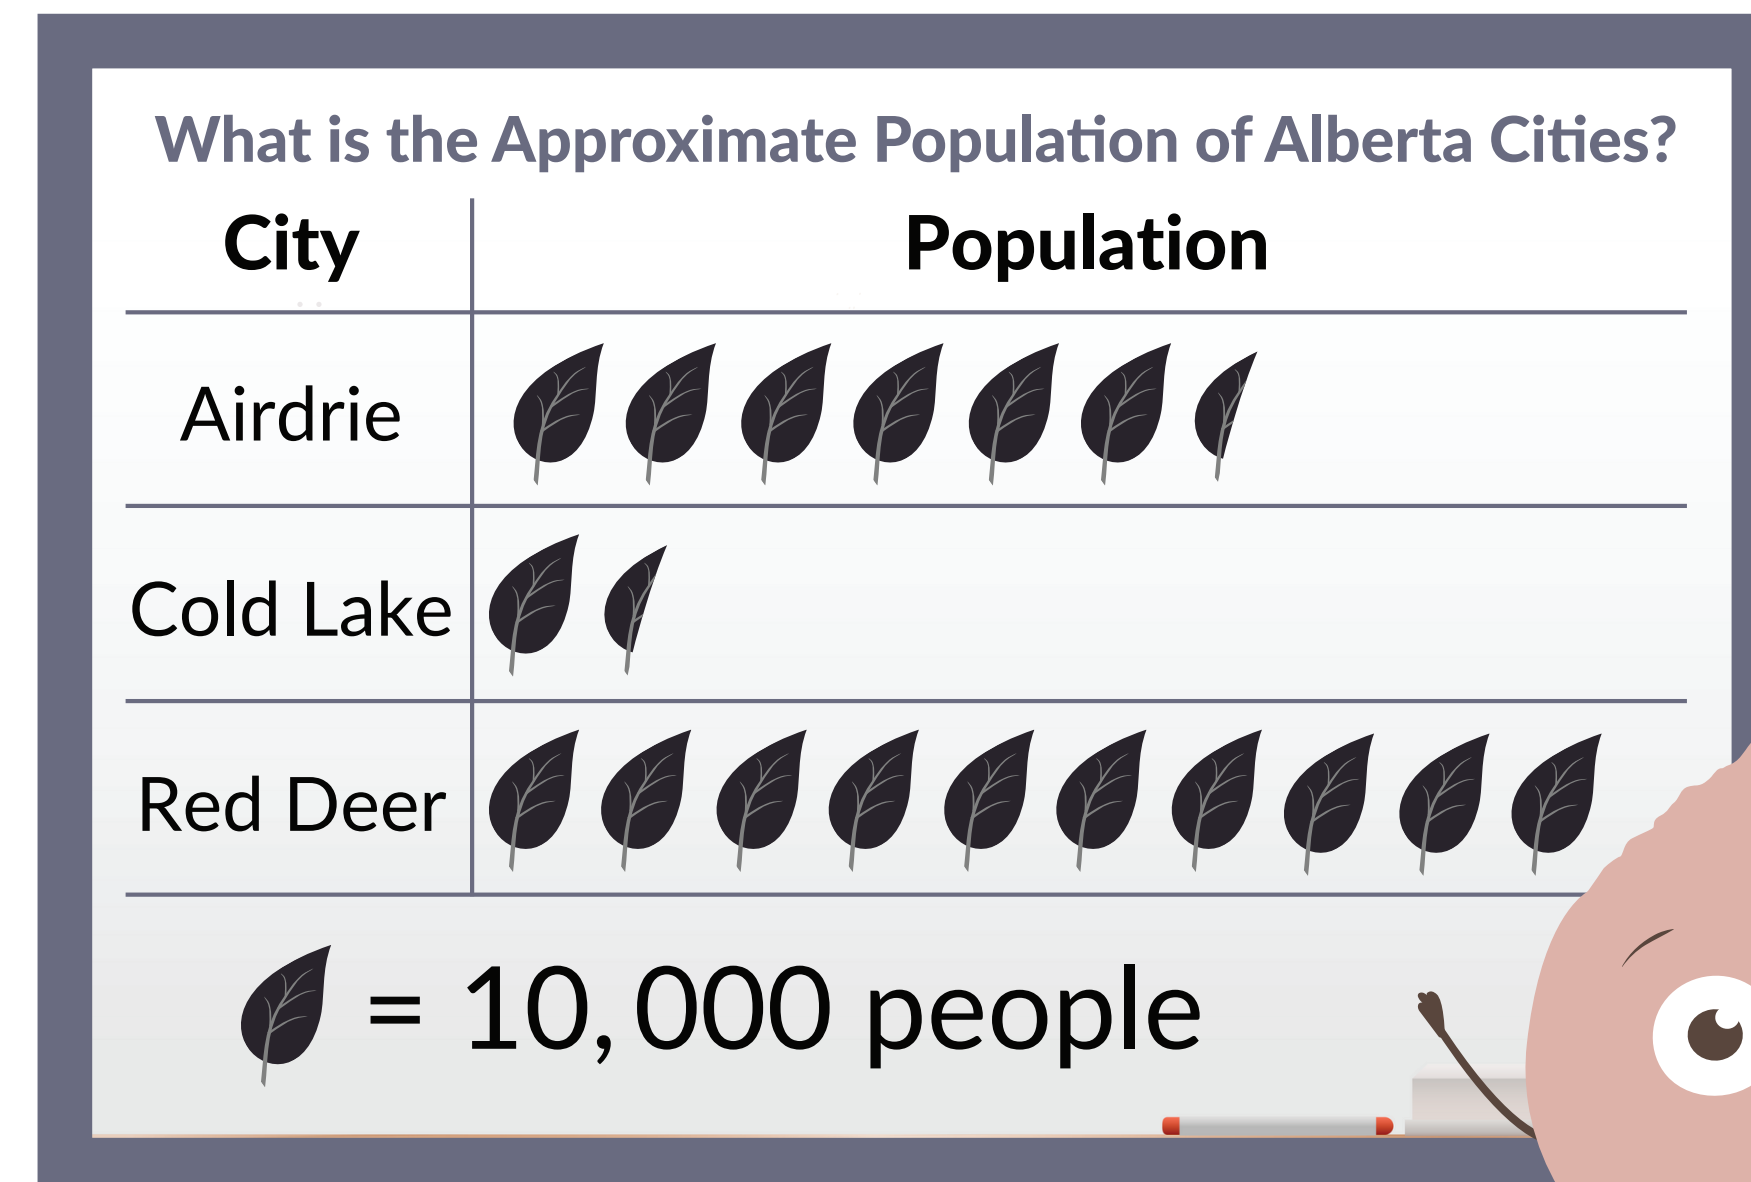 What is the Approximate Population of Alberta Cities?
City Population
Airdrie
Cold Lake
Red Deer
= 10,000 people